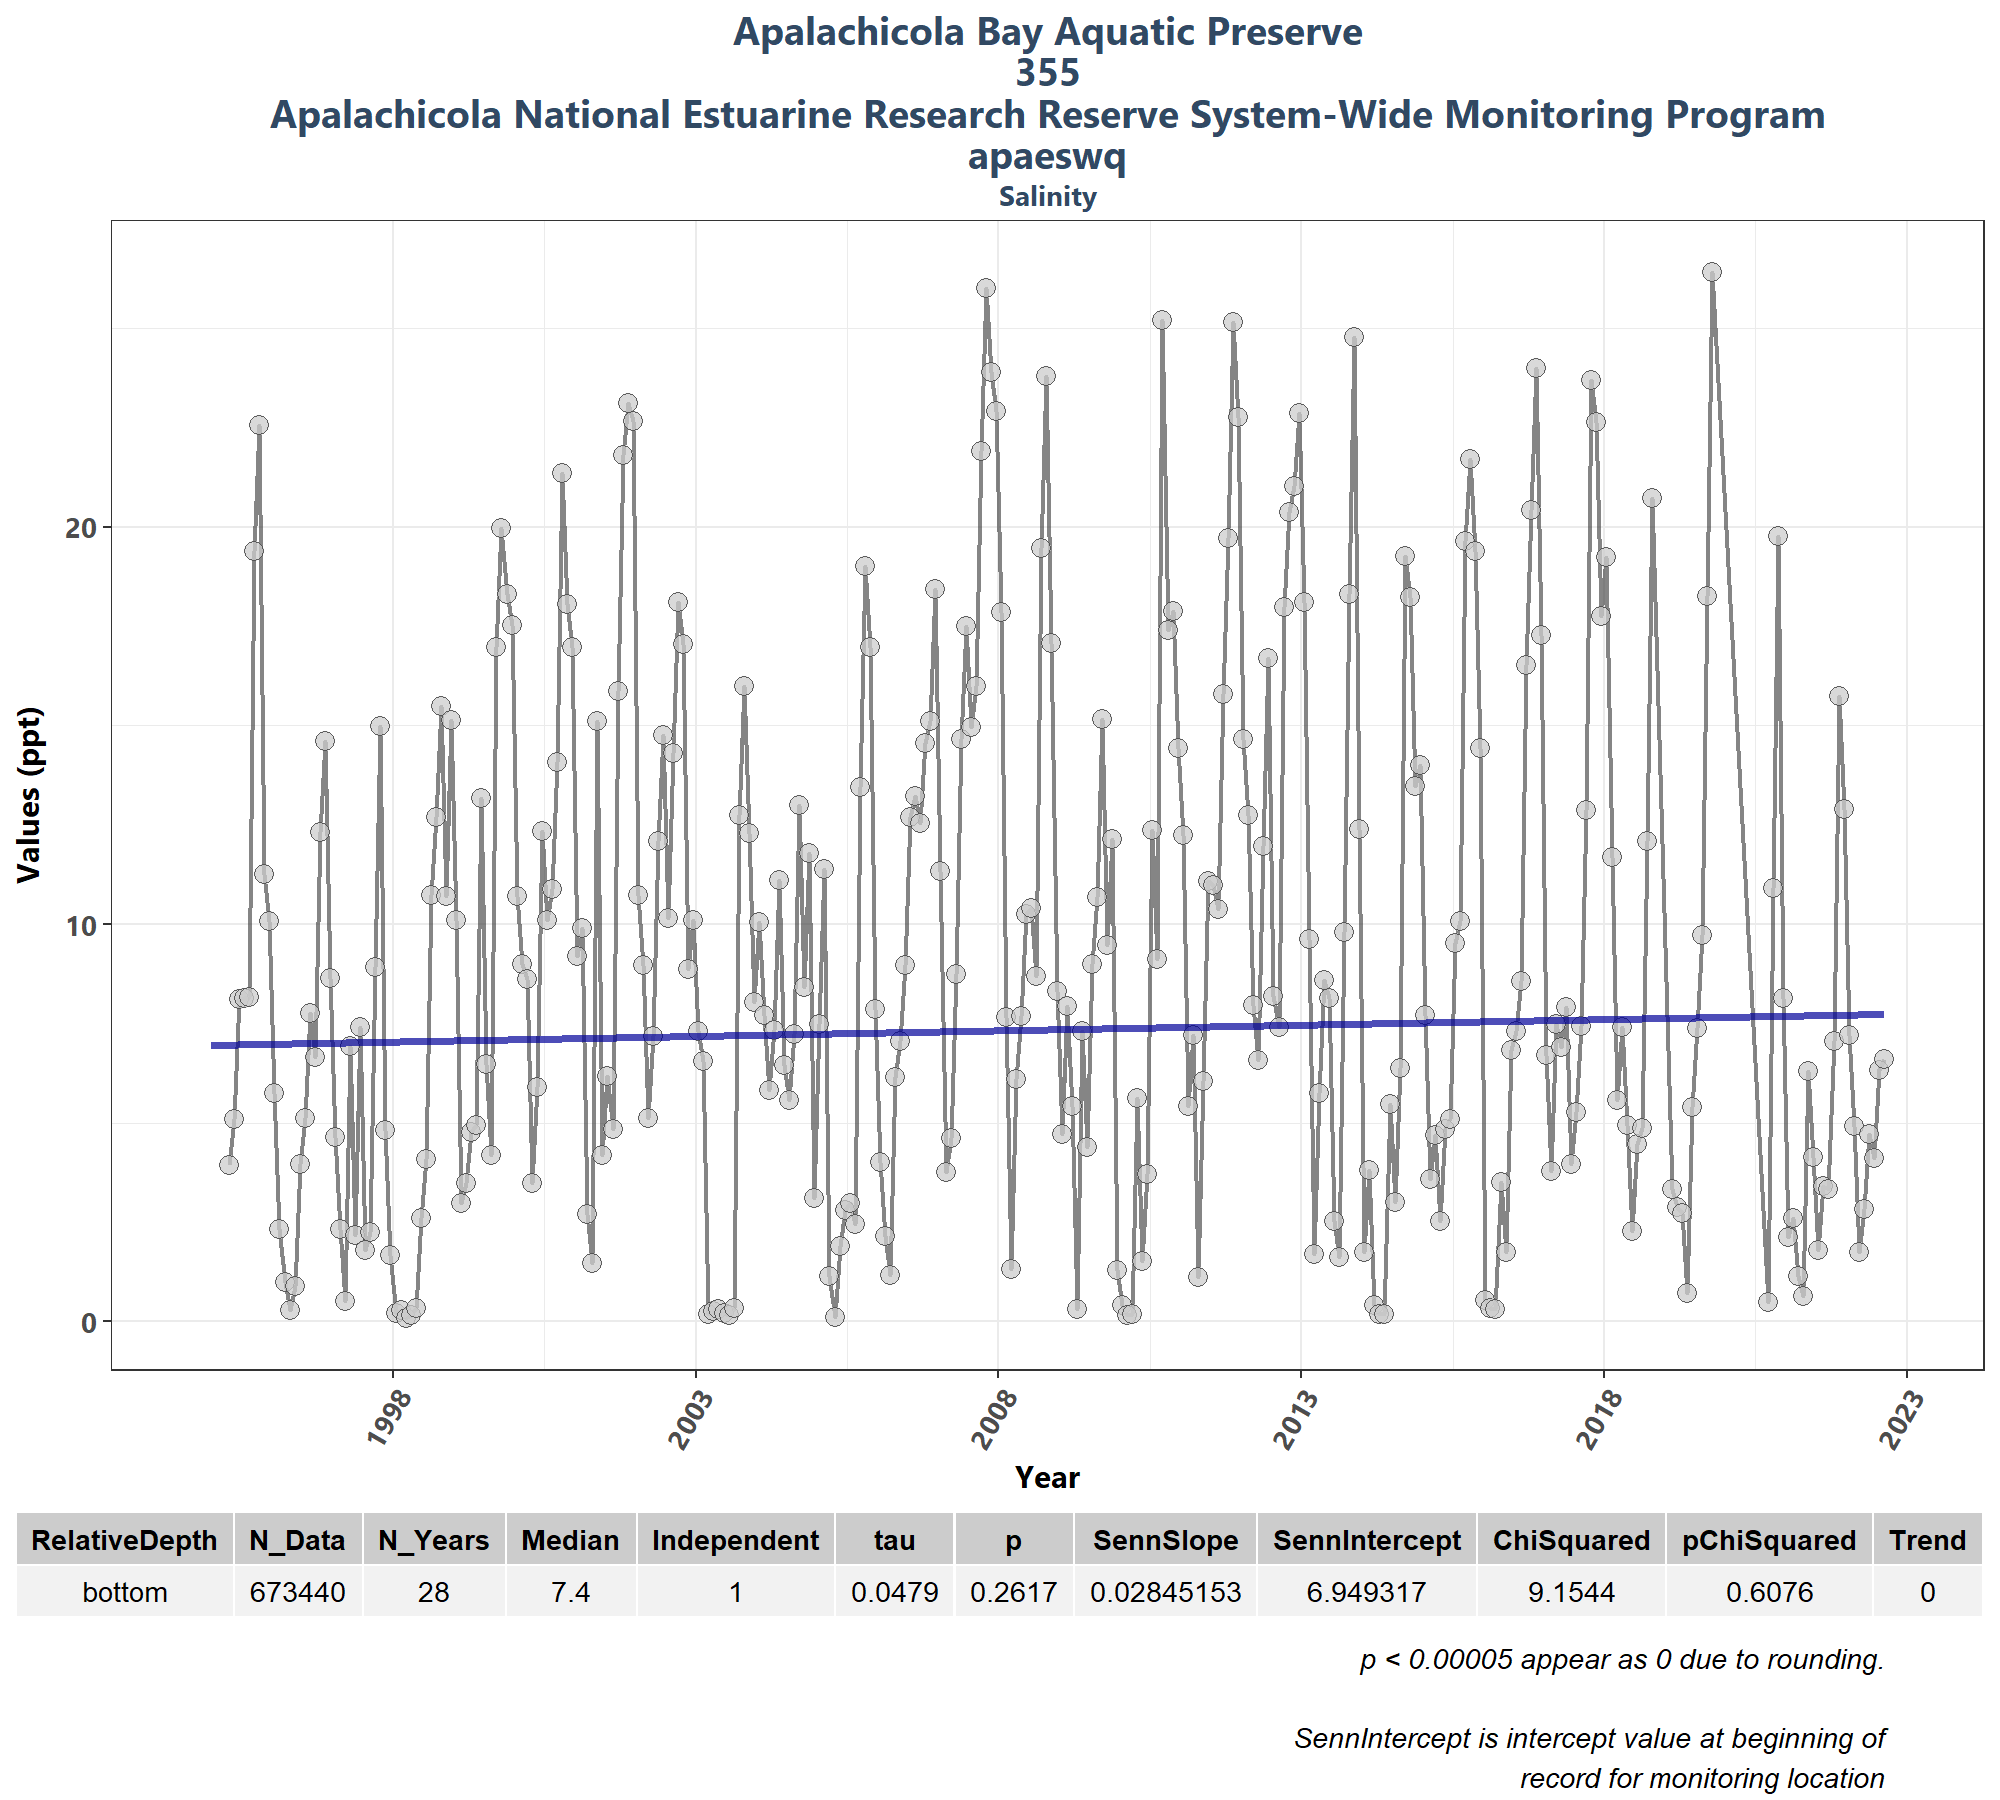 Apalachicola Bay Aquatic Preserve
355
Apalachicola National Estuarine Research Reserve System-Wide Monitoring Program
apaeswq
Salinity
Values (ppt)
20
10
0
1998 2003 2008 2013 2018 2023
Year
RelativeDepth N_Data N_Years Median Independent tau p SennSlope SennIntercept ChiSquared pChiSquared Trend
bottom 673440 28 7.4 1 0.0479 0.2617 0.02845153 6.949317 9.1544 0.6076 0
p < 0.00005 appear as 0 due to rounding.
SennIntercept is intercept value at beginning of
record for monitoring location